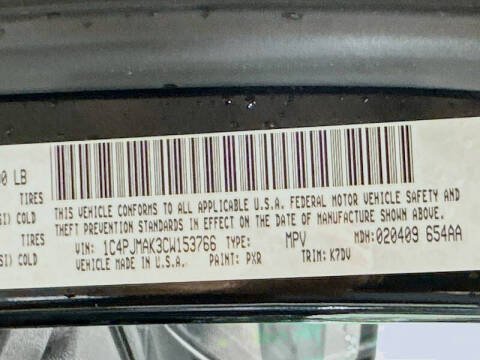 00 LB
TIRES
SI) COLD
TIRES
SI) COLD
THIS VEHICLE CONFORMS TO ALL APPLICABLE U.S.A. FEDERAL MOTOR VEHICLE SAFETY AND
THEFT PREVENTION STANDARDS IN EFFECT ON THE DATE OF MANUFACTURE SHOWN ABOVE.
VIN: 1C4PJMAK3CW153766 TYPE: MPV MDH: 020409 654AA
VEHICLE MADE IN U.S.A. PAINT: PXR TRIM: K7DV